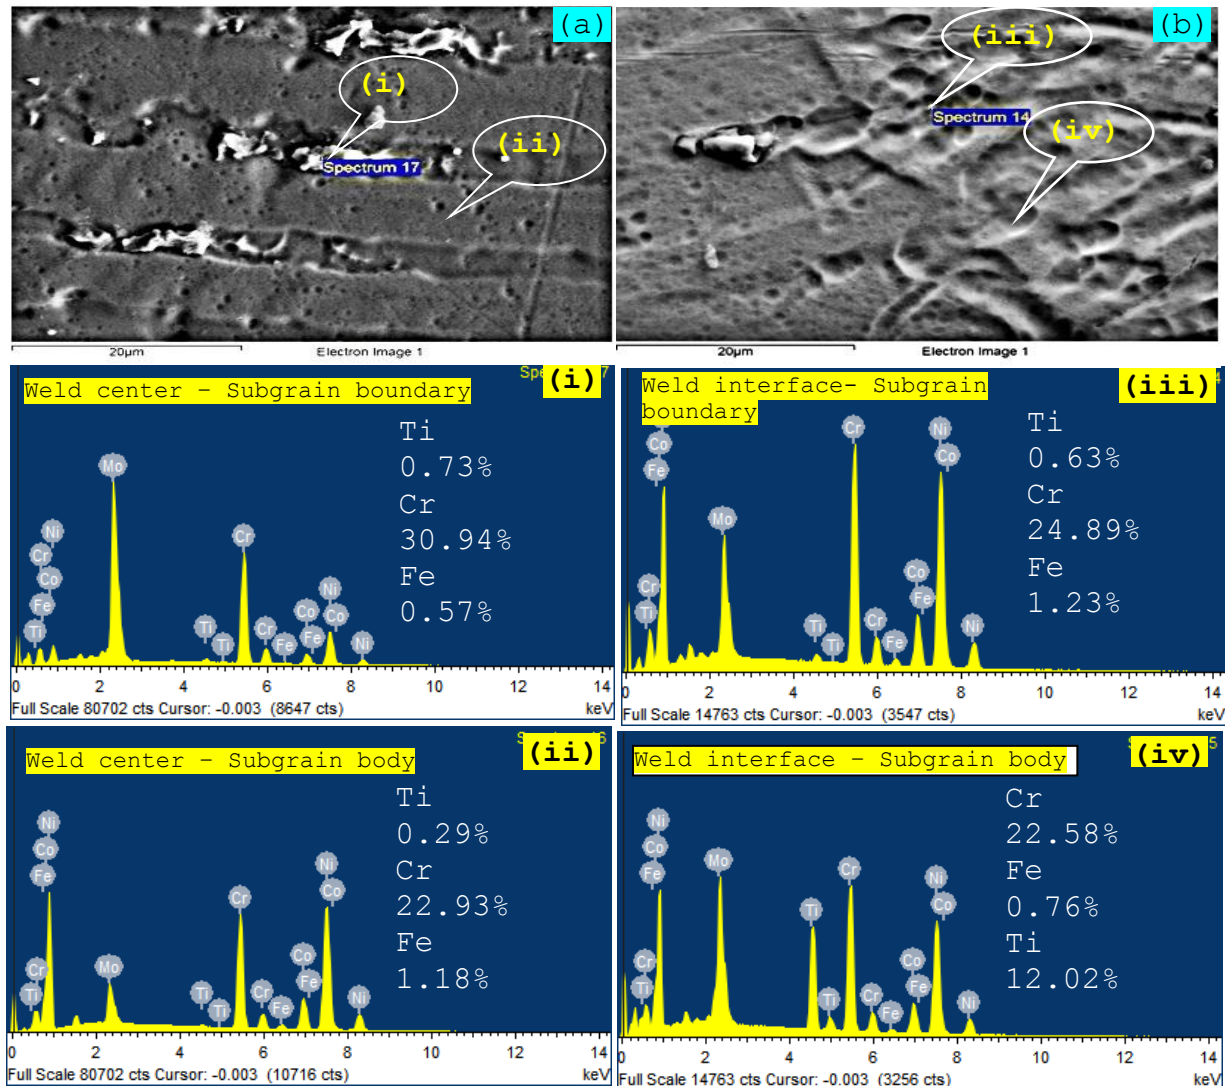 (a)
(i)
(ii)
Spectrum 17
20µm
Electron Image 1
(b)
(iii)
Spectrum 14
(iv)
20µm
Electron Image 1
Weld center – Subgrain boundary
(i)
Ti
0.73%
Cr
30.94%
Fe
0.57%
Mo
Ni
Cr
Co
Fe
Ti
Ti
Ti
Cr
Cr
Fe
Co
Fe
Ni
Co
Ni
0 2 4 6 8 10 12 14
Full Scale 80702 cts Cursor: -0.003 (8647 cts)
keV
Weld interface- Subgrain
boundary
(iii)
Ti
0.63%
Cr
24.89%
Fe
1.23%
Co
Fe
Cr
Ti
Mo
Ti
Ti
Cr
Cr
Fe
Co
Fe
Ni
Co
Ni
0 2 4 6 8 10 12 14
Full Scale 14763 cts Cursor: -0.003 (3547 cts)
keV
Weld center – Subgrain body
(ii)
Ti
0.29%
Cr
22.93%
Fe
1.18%
Ni
Co
Fe
Cr
Ti
Mo
Ti
Ti
Cr
Cr
Fe
Co
Fe
Ni
Co
Ni
0 2 4 6 8 10 12 14
Full Scale 80702 cts Cursor: -0.003 (10716 cts)
keV
Weld interface – Subgrain body
(iv)
Cr
22.58%
Fe
0.76%
Ti
12.02%
Ni
Co
Fe
Cr
Ti
Mo
Ti
Ti
Cr
Cr
Fe
Co
Fe
Ni
Co
Ni
0 2 4 6 8 10 12 14
Full Scale 14763 cts Cursor: -0.003 (3256 cts)
keV